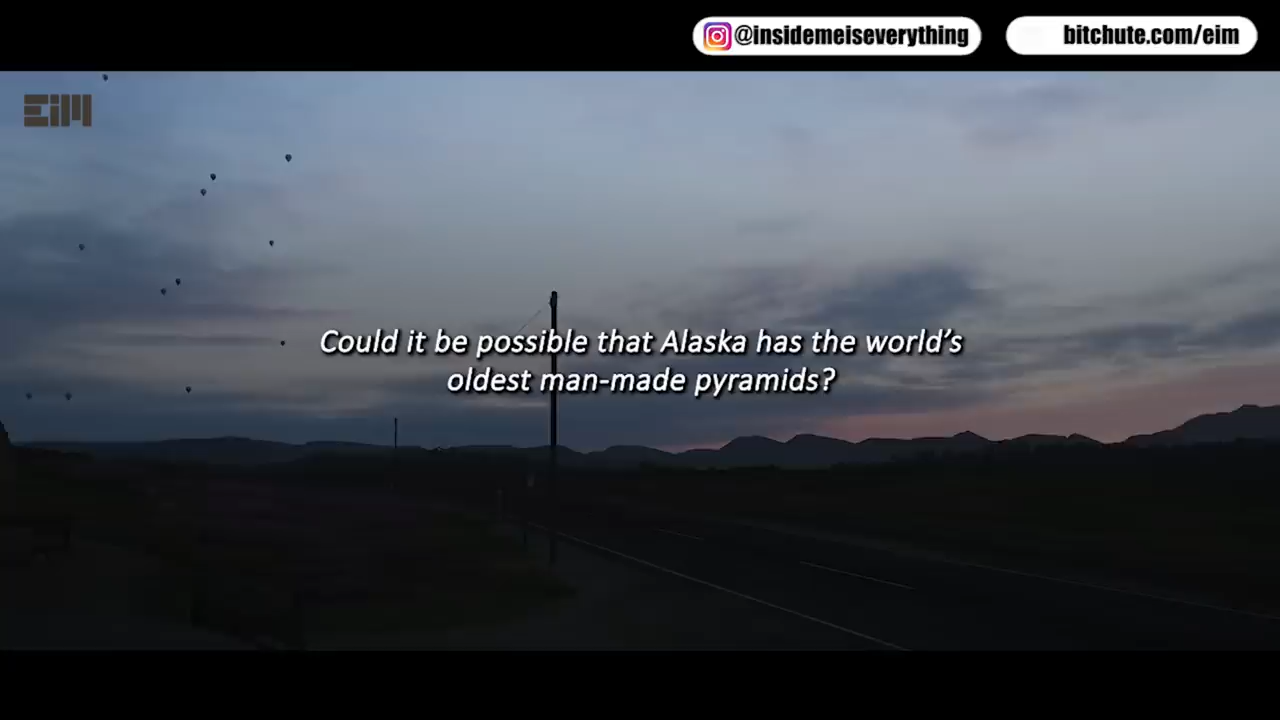 @insidemeiseverything
bitchute.com/eim
EiM
Could it be possible that Alaska has the world's
oldest man-made pyramids?